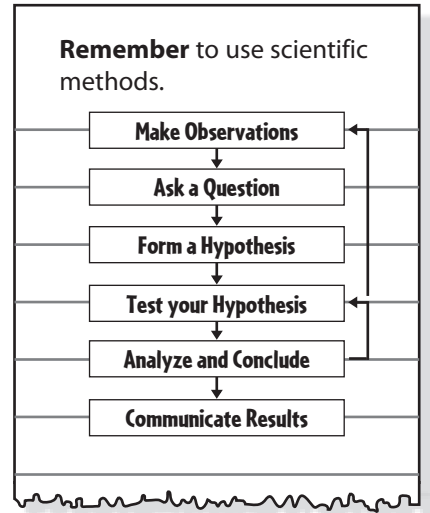 Remember to use scientific
methods.
Make Observations
Ask a Question
Form a Hypothesis
Test your Hypothesis
Analyze and Conclude
Communicate Results